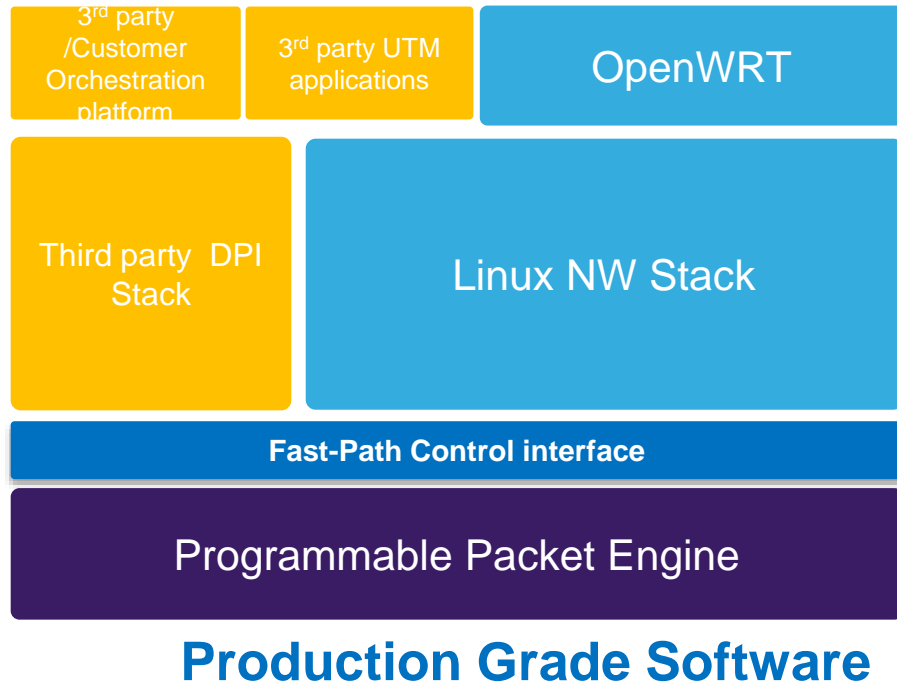 3rd party
/Customer
Orchestration
platform
3rd party UTM
applications
OpenWRT
Third party DPI
Stack
Linux NW Stack
Fast-Path Control interface
Programmable Packet Engine
Production Grade Software